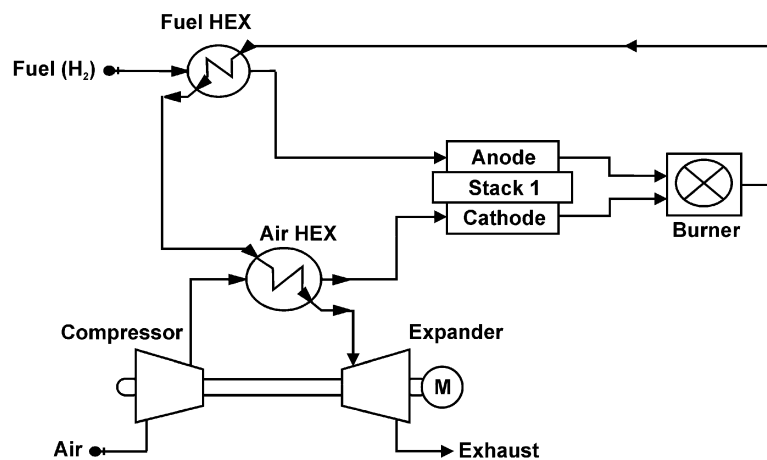 Fuel HEX
Fuel (H₂)
Anode
Stack 1
Cathode
Burner
Air HEX
Compressor
Expander
M
Air
Exhaust